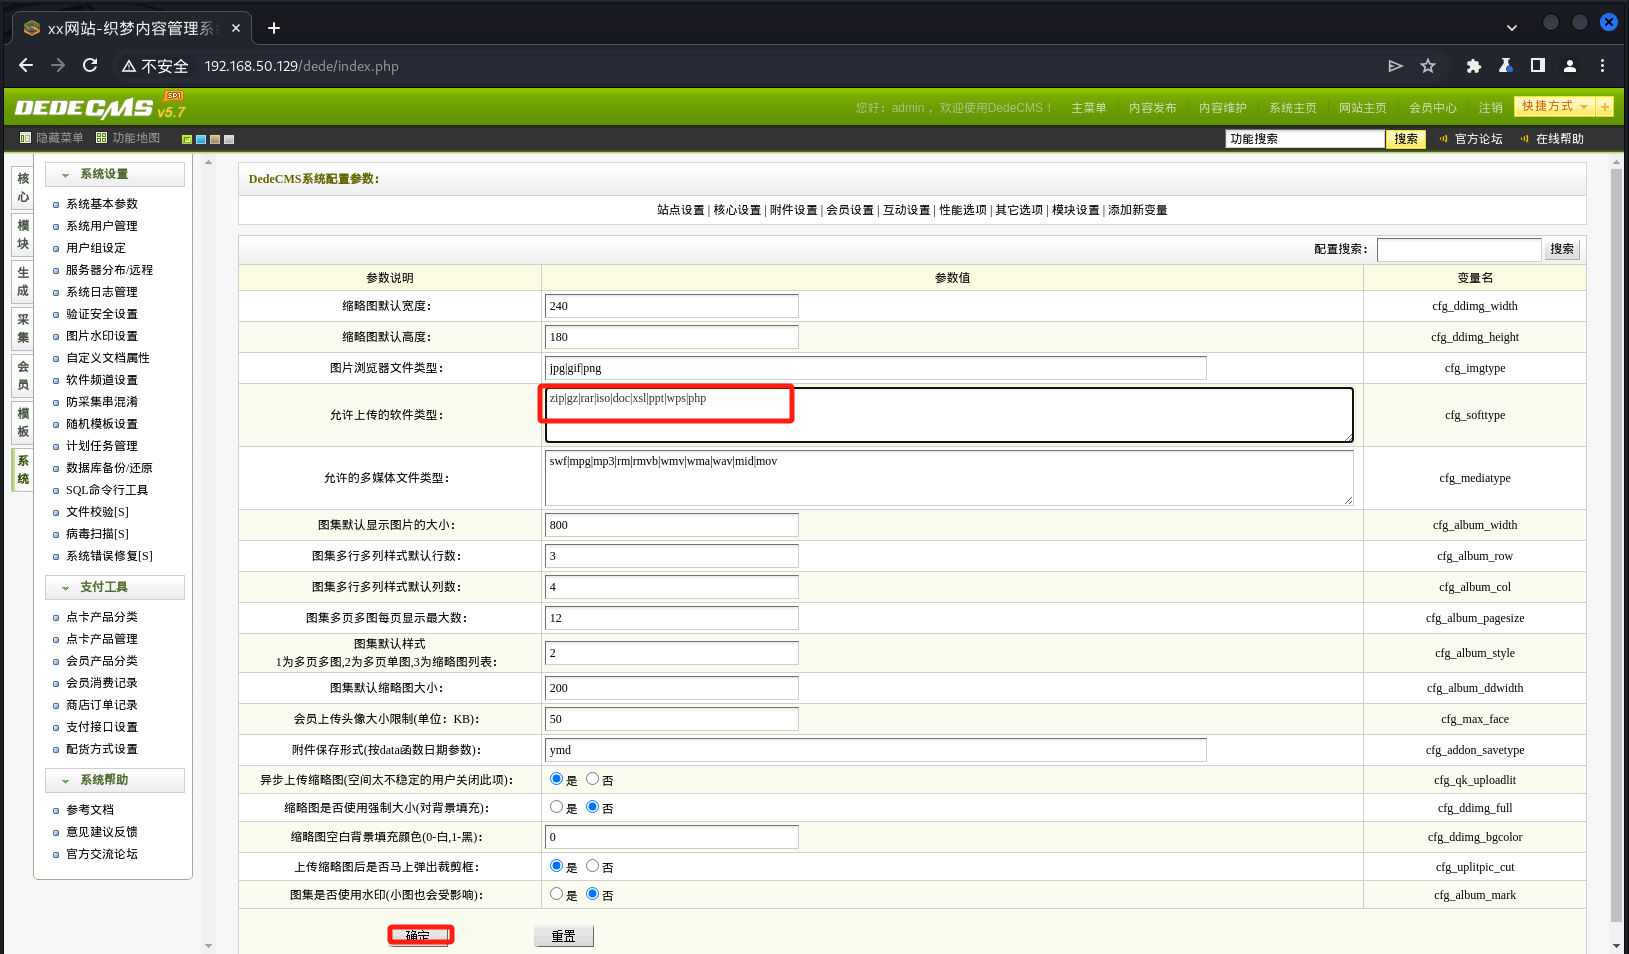 xx网站-织梦内容管理系
不安全 192.168.50.129/dede/index.php
DEDECMS v5.7 SP1
您好：admin ，欢迎使用DedeCMS！ 主菜单 内容发布 内容维护 系统主页 网站主页 会员中心 注销 快捷方式 +
隐藏菜单 功能地图 功能搜索 搜索 官方论坛 在线帮助
核心
模块
生成
采集
会员
模板
系统
系统设置
系统基本参数
系统用户管理
用户组设定
服务器分布/远程
系统日志管理
验证安全设置
图片水印设置
自定义文档属性
软件频道设置
防采集串混淆
随机模板设置
计划任务管理
数据库备份/还原
SQL命令行工具
文件校验[S]
病毒扫描[S]
系统错误修复[S]
支付工具
点卡产品分类
点卡产品管理
会员产品分类
会员消费记录
商店订单记录
支付接口设置
配货方式设置
系统帮助
参考文档
意见建议反馈
官方交流论坛
DedeCMS系统配置参数：
站点设置 | 核心设置 | 附件设置 | 会员设置 | 互动设置 | 性能选项 | 其它选项 | 模块设置 | 添加新变量
配置搜索： 搜索
参数说明 参数值 变量名
缩略图默认宽度： 240 cfg_ddimg_width
缩略图默认高度： 180 cfg_ddimg_height
图片浏览器文件类型： jpg|gif|png cfg_imgtype
允许上传的软件类型： zip|gz|rar|iso|doc|xsl|ppt|wps|php cfg_softtype
允许的多媒体文件类型： swf|mpg|mp3|rm|rmvb|wmv|wma|wav|mid|mov cfg_mediatype
图集默认显示图片的大小： 800 cfg_album_width
图集多行多列样式默认行数： 3 cfg_album_row
图集多行多列样式默认列数： 4 cfg_album_col
图集多页多图每页显示最大数： 12 cfg_album_pagesize
图集默认样式
1为多页多图,2为多页单图,3为缩略图列表： 2 cfg_album_style
图集默认缩略图大小： 200 cfg_album_ddwidth
会员上传头像大小限制(单位：KB)： 50 cfg_max_face
附件保存形式(按data函数日期参数)： ymd cfg_addon_savetype
异步上传缩略图(空间太不稳定的用户关闭此项)： 是 否 cfg_qk_uploadlit
缩略图是否使用强制大小(对背景填充)： 是 否 cfg_ddimg_full
缩略图空白背景填充颜色(0-白,1-黑)： 0 cfg_ddimg_bgcolor
上传缩略图后是否马上弹出裁剪框： 是 否 cfg_uplitpic_cut
图集是否使用水印(小图也会受影响)： 是 否 cfg_album_mark
确定 重置